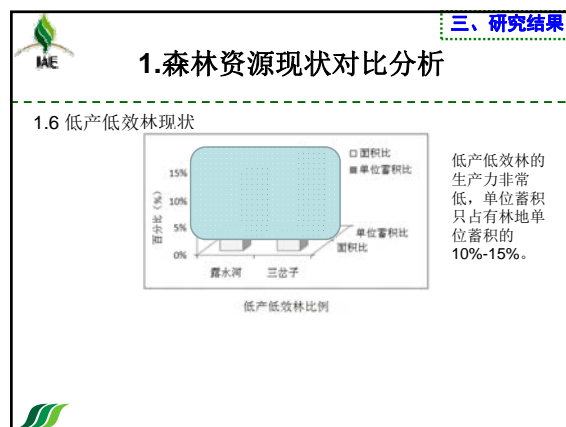 三、研究结果
IAE
1.森林资源现状对比分析
1.6 低产低效林现状
面积比
单位蓄积比
15%
10%
5%
0%
百分比（%）
单位蓄积比
面积比
露水河
三岔子
低产低效林比例
低产低效林的
生产力非常
低，单位蓄积
只占有林地单
位蓄积的
10%-15%。